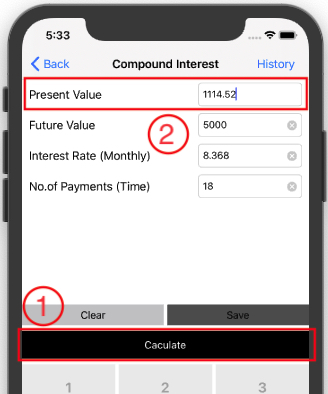 5:33
Back Compound Interest History
Present Value 1114.52
Future Value 5000
2
Interest Rate (Monthly) 8.368
No.of Payments (Time) 18
1
Clear Save
Caculate
1 2 3